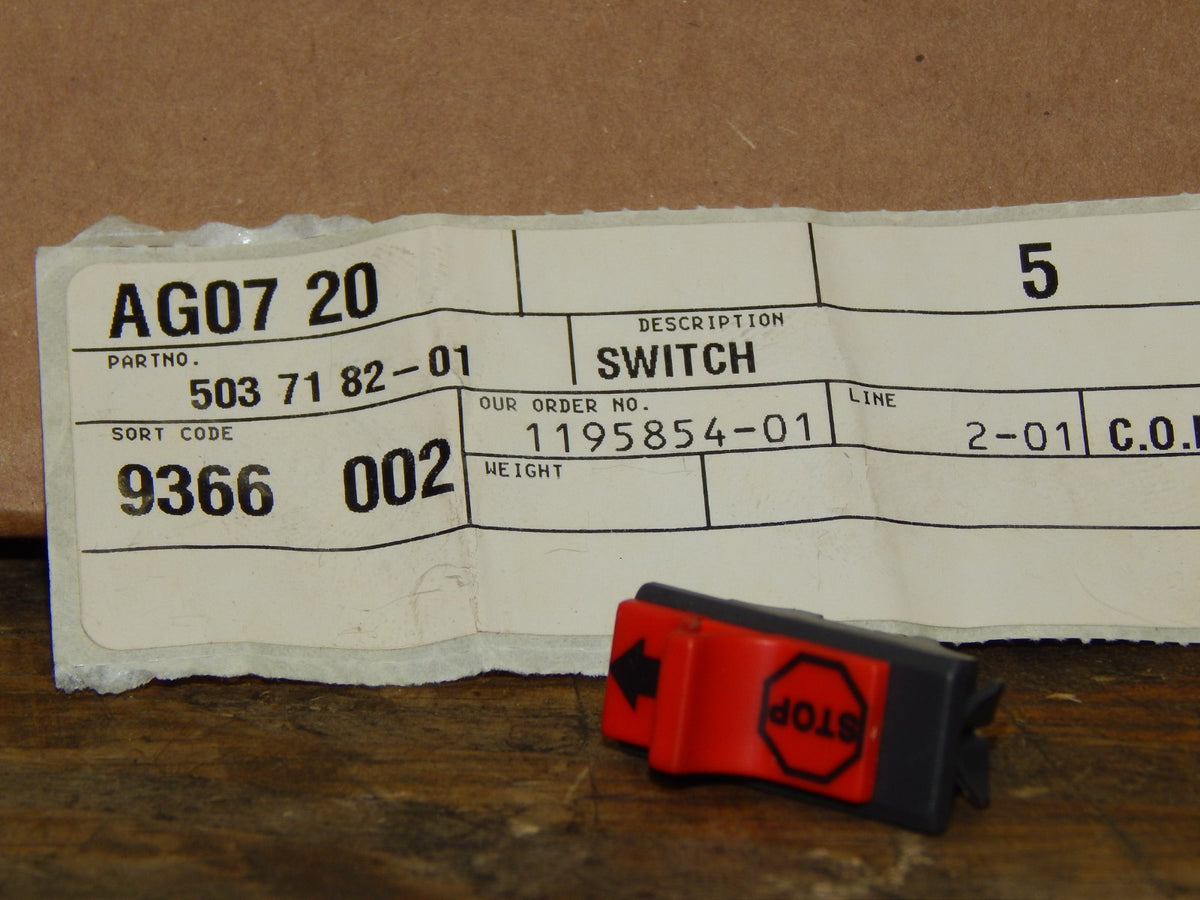 AG07 20
5
PARTNO.
503 71 82-01
DESCRIPTION
SWITCH
SORT CODE
9366 002
OUR ORDER NO.
1195854-01
LINE
2-01
C.O.
WEIGHT
STOP